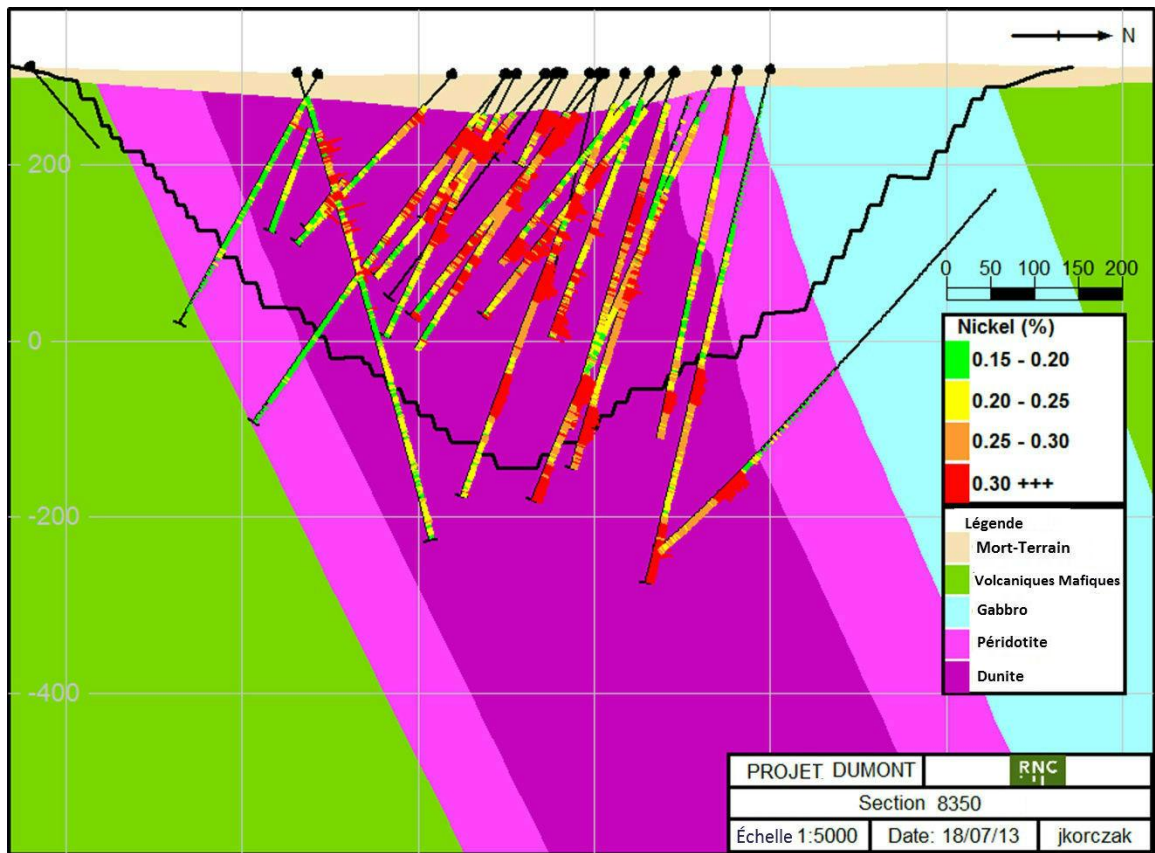 N
200
0
-200
-400
0 50 100 150 200
Nickel (%)
0.15 - 0.20
0.20 - 0.25
0.25 - 0.30
0.30 +++
Légende
Mort-Terrain
Volcaniques Mafiques
Gabbro
Péridotite
Dunite
PROJET DUMONT
RNC
Section 8350
Échelle 1:5000
Date: 18/07/13
jkorczak